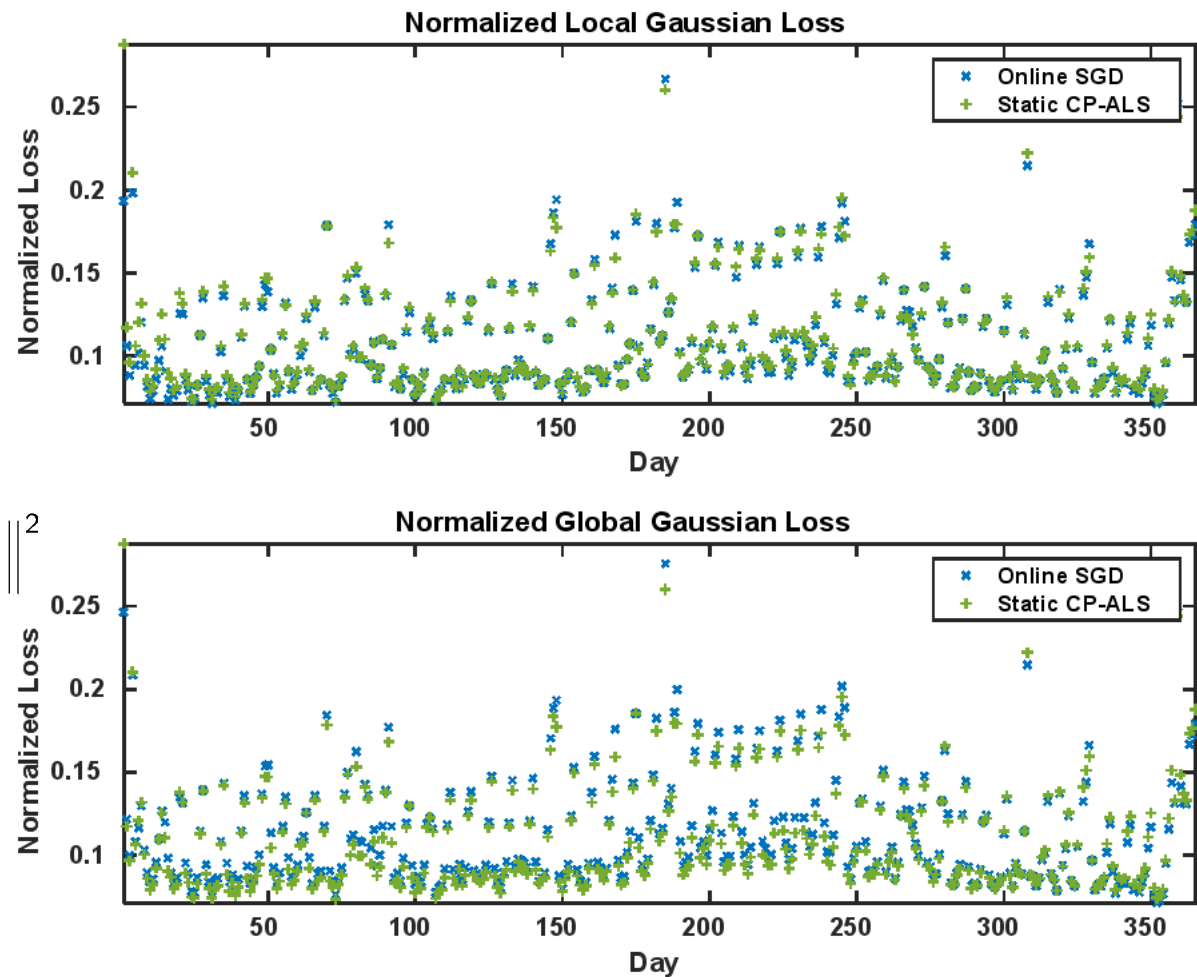 Normalized Local Gaussian Loss
Online SGD
Static CP-ALS
0.25
0.2
0.15
0.1
Normalized Loss
50 100 150 200 250 300 350
Day
||²
Normalized Global Gaussian Loss
Online SGD
Static CP-ALS
0.25
0.2
0.15
0.1
Normalized Loss
50 100 150 200 250 300 350
Day